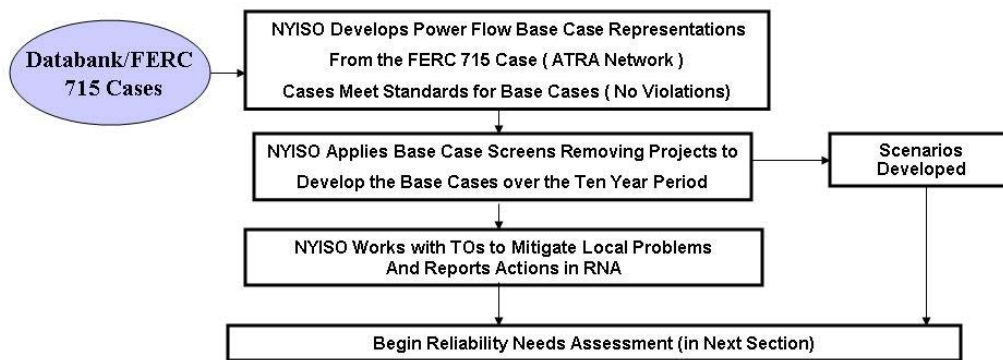 Databank/FERC
715 Cases
NYISO Develops Power Flow Base Case Representations
From the FERC 715 Case ( ATRA Network )
Cases Meet Standards for Base Cases ( No Violations)
NYISO Applies Base Case Screens Removing Projects to
Develop the Base Cases over the Ten Year Period
Scenarios
Developed
NYISO Works with TOs to Mitigate Local Problems
And Reports Actions in RNA
Begin Reliability Needs Assessment (in Next Section)